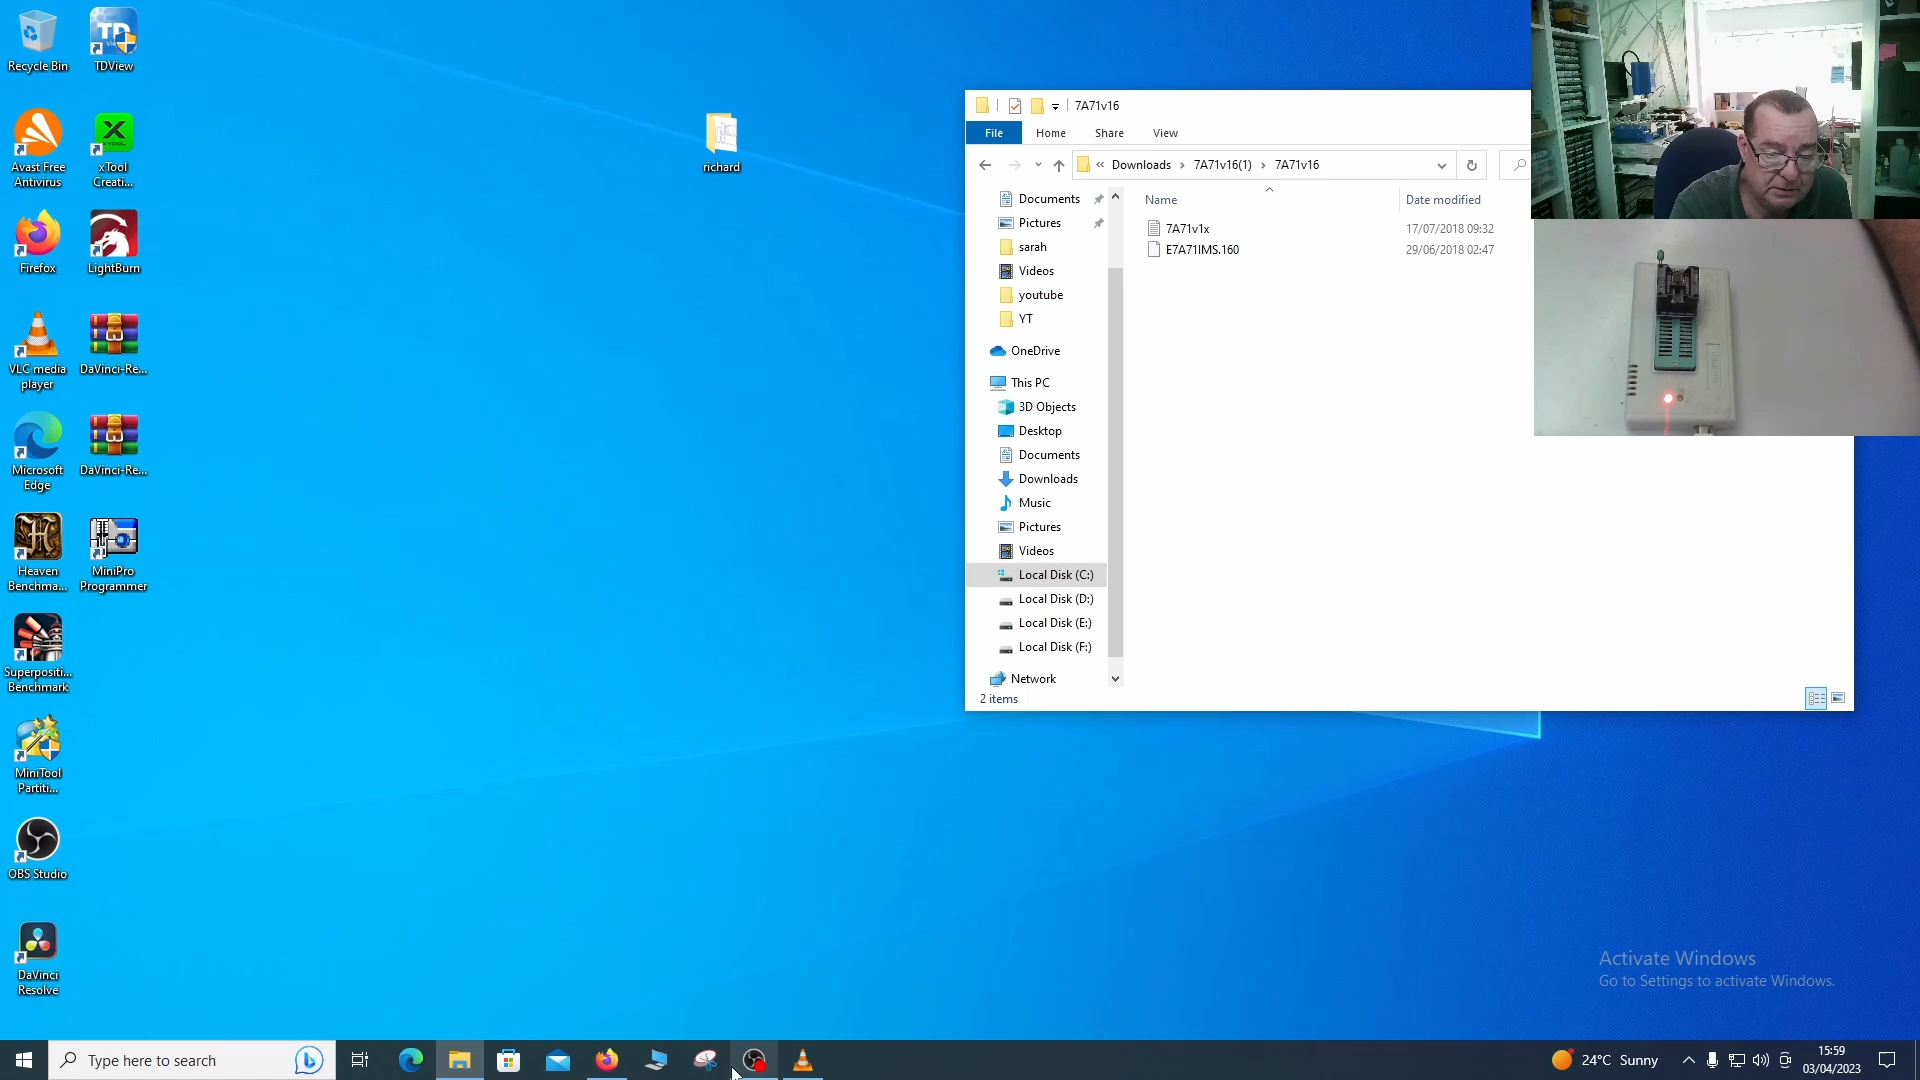 Recycle Bin
TDView
Avast Free
Antivirus
xTool
Creati...
Firefox
LightBurn
VLC media
player
DaVinci-Re...
Microsoft
Edge
DaVinci-Re...
Heaven
Benchma...
MiniPro
Programmer
Superpositi...
Benchmark
MiniTool
Partiti...
OBS Studio
DaVinci
Resolve
richard
7A71v16
File
Home
Share
View
« Downloads > 7A71v16(1) > 7A71v16
Documents
Pictures
sarah
Videos
youtube
YT
OneDrive
This PC
3D Objects
Desktop
Documents
Downloads
Music
Pictures
Videos
Local Disk (C:)
Local Disk (D:)
Local Disk (E:)
Local Disk (F:)
Network
Name
Date modified
7A71v1x
17/07/2018 09:32
E7A71IMS.160
29/06/2018 02:47
2 items
Activate Windows
Go to Settings to activate Windows.
Type here to search
24°C Sunny
15:59
03/04/2023